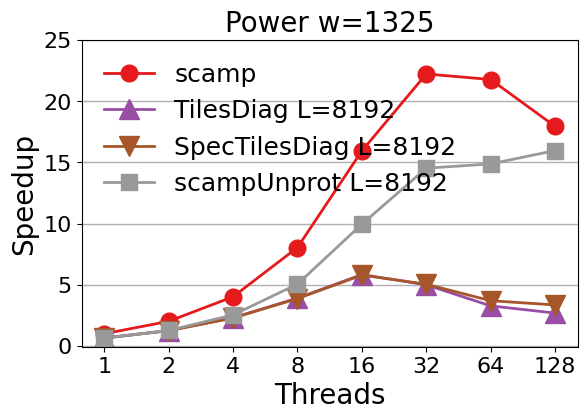 Power w=1325
25
20
15
10
5
0
Speedup
scamp
TilesDiag L=8192
SpecTilesDiag L=8192
scampUnprot L=8192
1 2 4 8 16 32 64 128
Threads